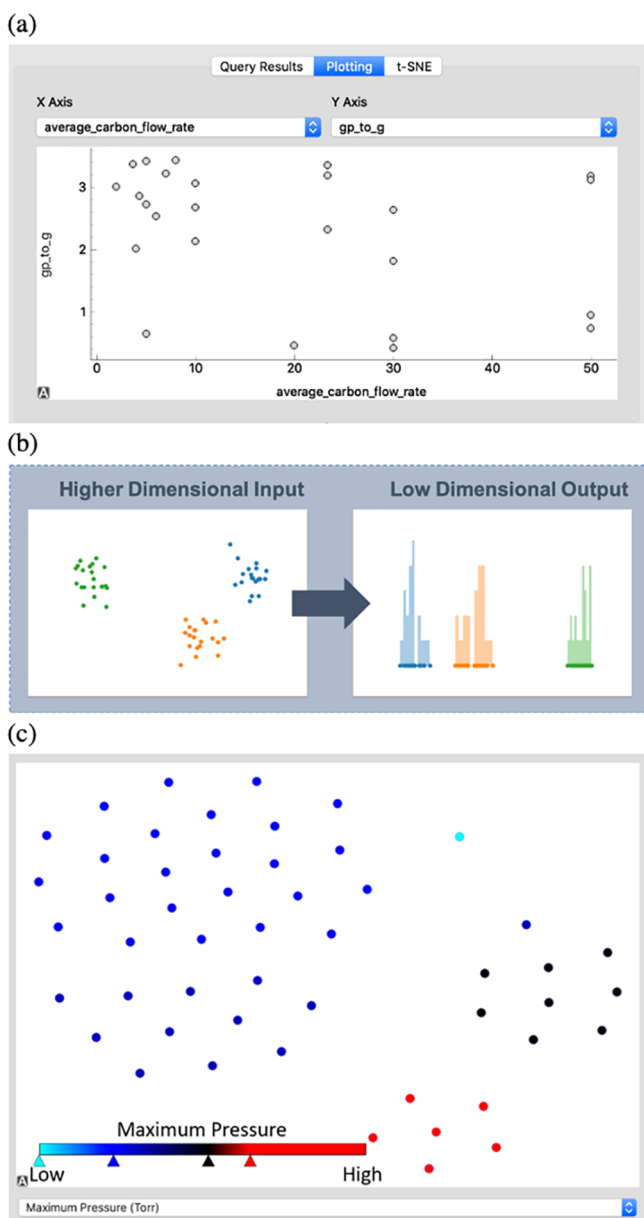 (a)
Query Results Plotting t-SNE
X Axis Y Axis
average_carbon_flow_rate gp_to_g
gp_to_g
3
2
1
0 10 20 30 40 50
average_carbon_flow_rate
A
(b)
Higher Dimensional Input Low Dimensional Output
(c)
Maximum Pressure
A
Low High
Maximum Pressure (Torr)